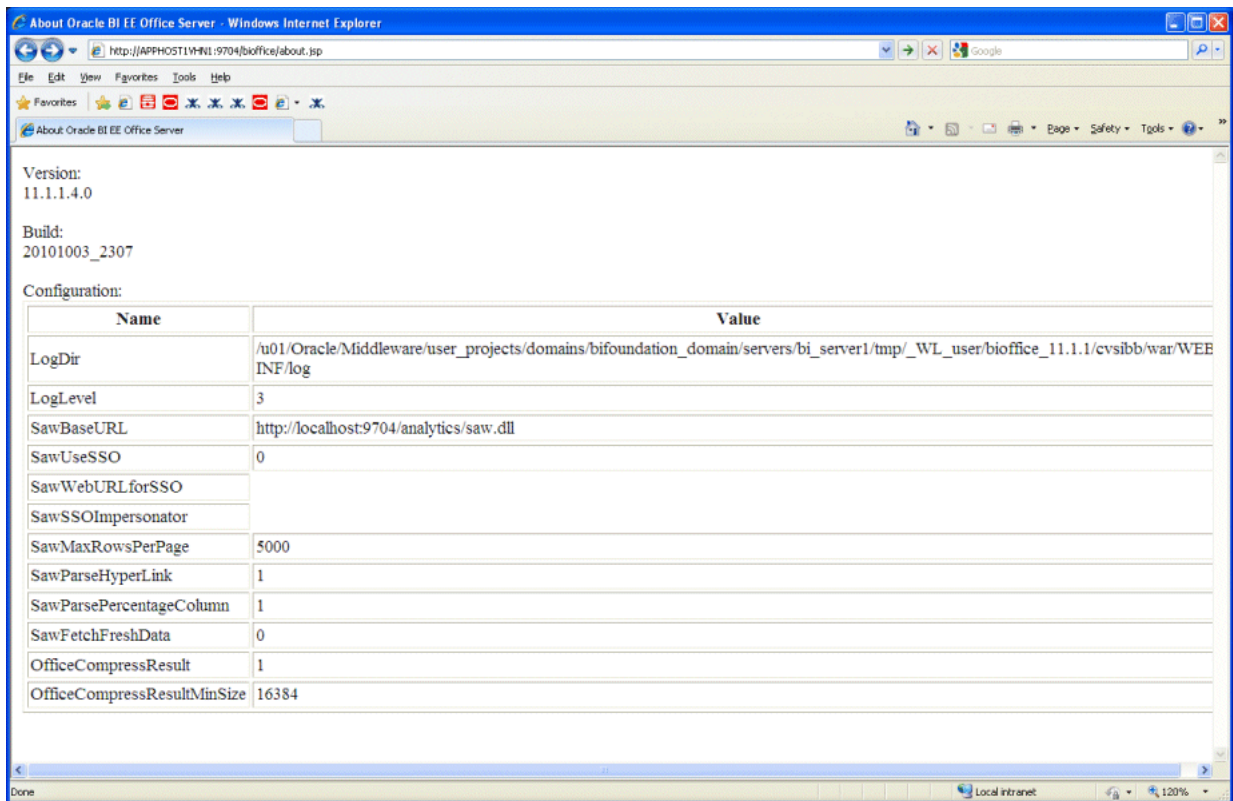 About Oracle BI EE Office Server - Windows Internet Explorer
http://APPHOST1VHN1:9704/bioffice/about.jsp
Google
File Edit View Favorites Tools Help
Favorites
About Oracle BI EE Office Server
Page Safety Tools
Version:
11.1.1.4.0
Build:
20101003_2307
Configuration:
Name Value
LogDir /u01/Oracle/Middleware/user_projects/domains/bifoundation_domain/servers/bi_server1/tmp/_WL_user/bioffice_11.1.1/cvsibb/war/WEB
INF/log
LogLevel 3
SawBaseURL http://localhost:9704/analytics/saw.dll
SawUseSSO 0
SawWebURLforSSO
SawSSOImpersonator
SawMaxRowsPerPage 5000
SawParseHyperLink 1
SawParsePercentageColumn 1
SawFetchFreshData 0
OfficeCompressResult 1
OfficeCompressResultMinSize 16384
Done Local intranet 120%